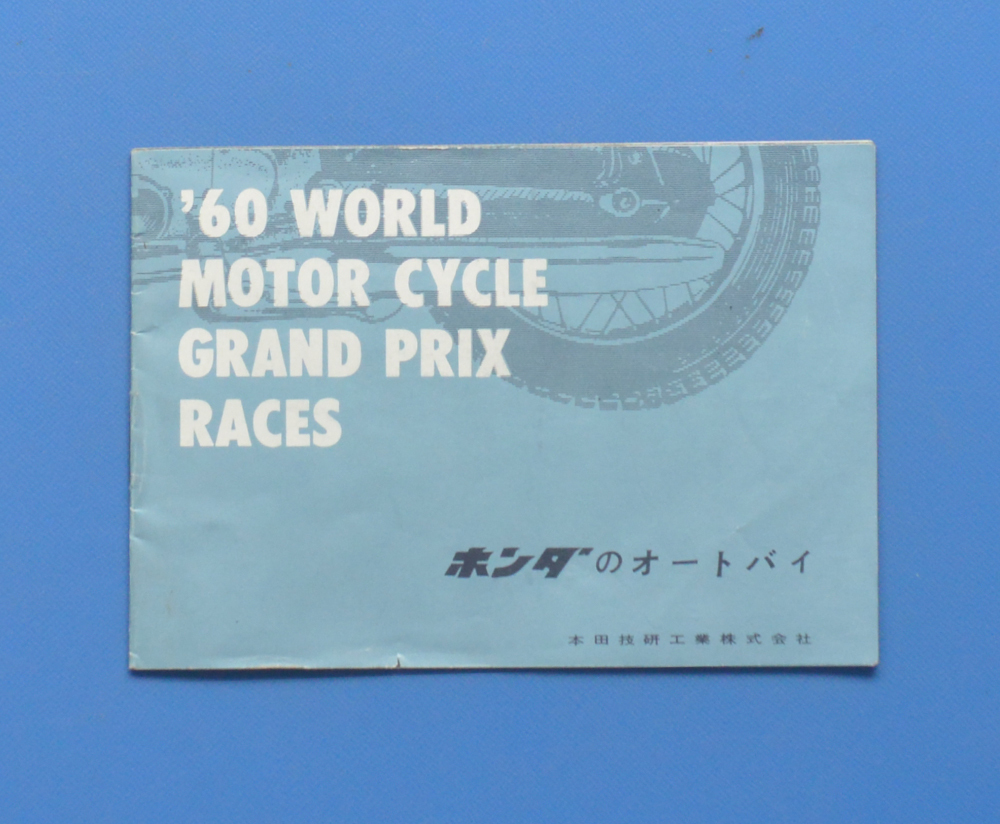 '60 WORLD
MOTOR CYCLE
GRAND PRIX
RACES
ホンダのオートバイ
本田技研工業株式会社